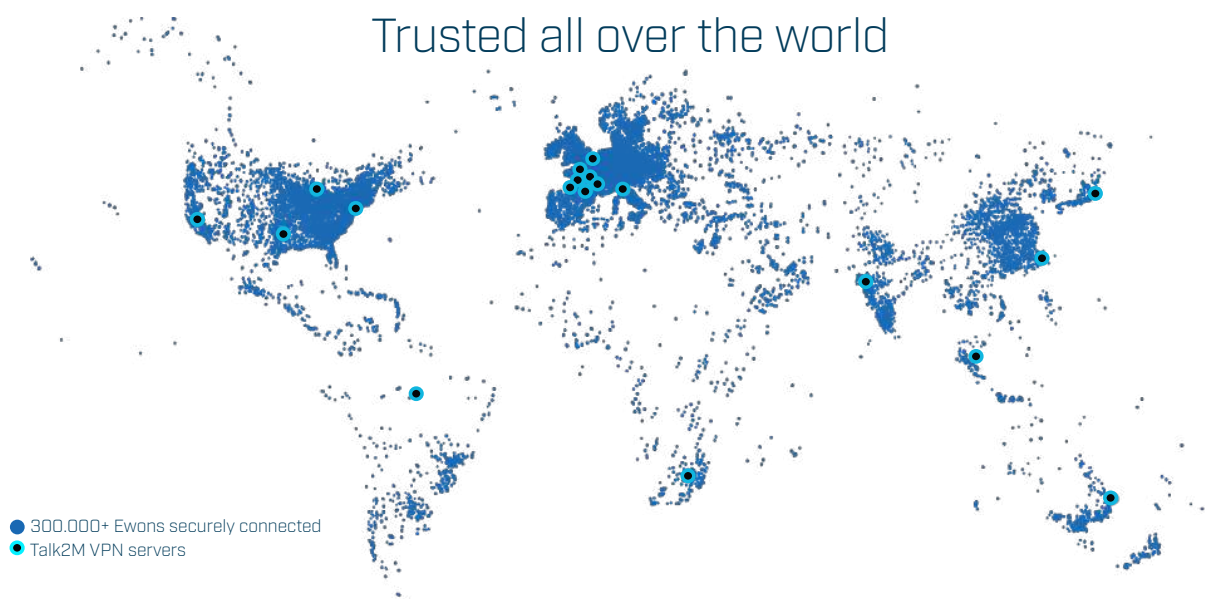 Trusted all over the world
300.000+ Ewons securely connected
Talk2M VPN servers